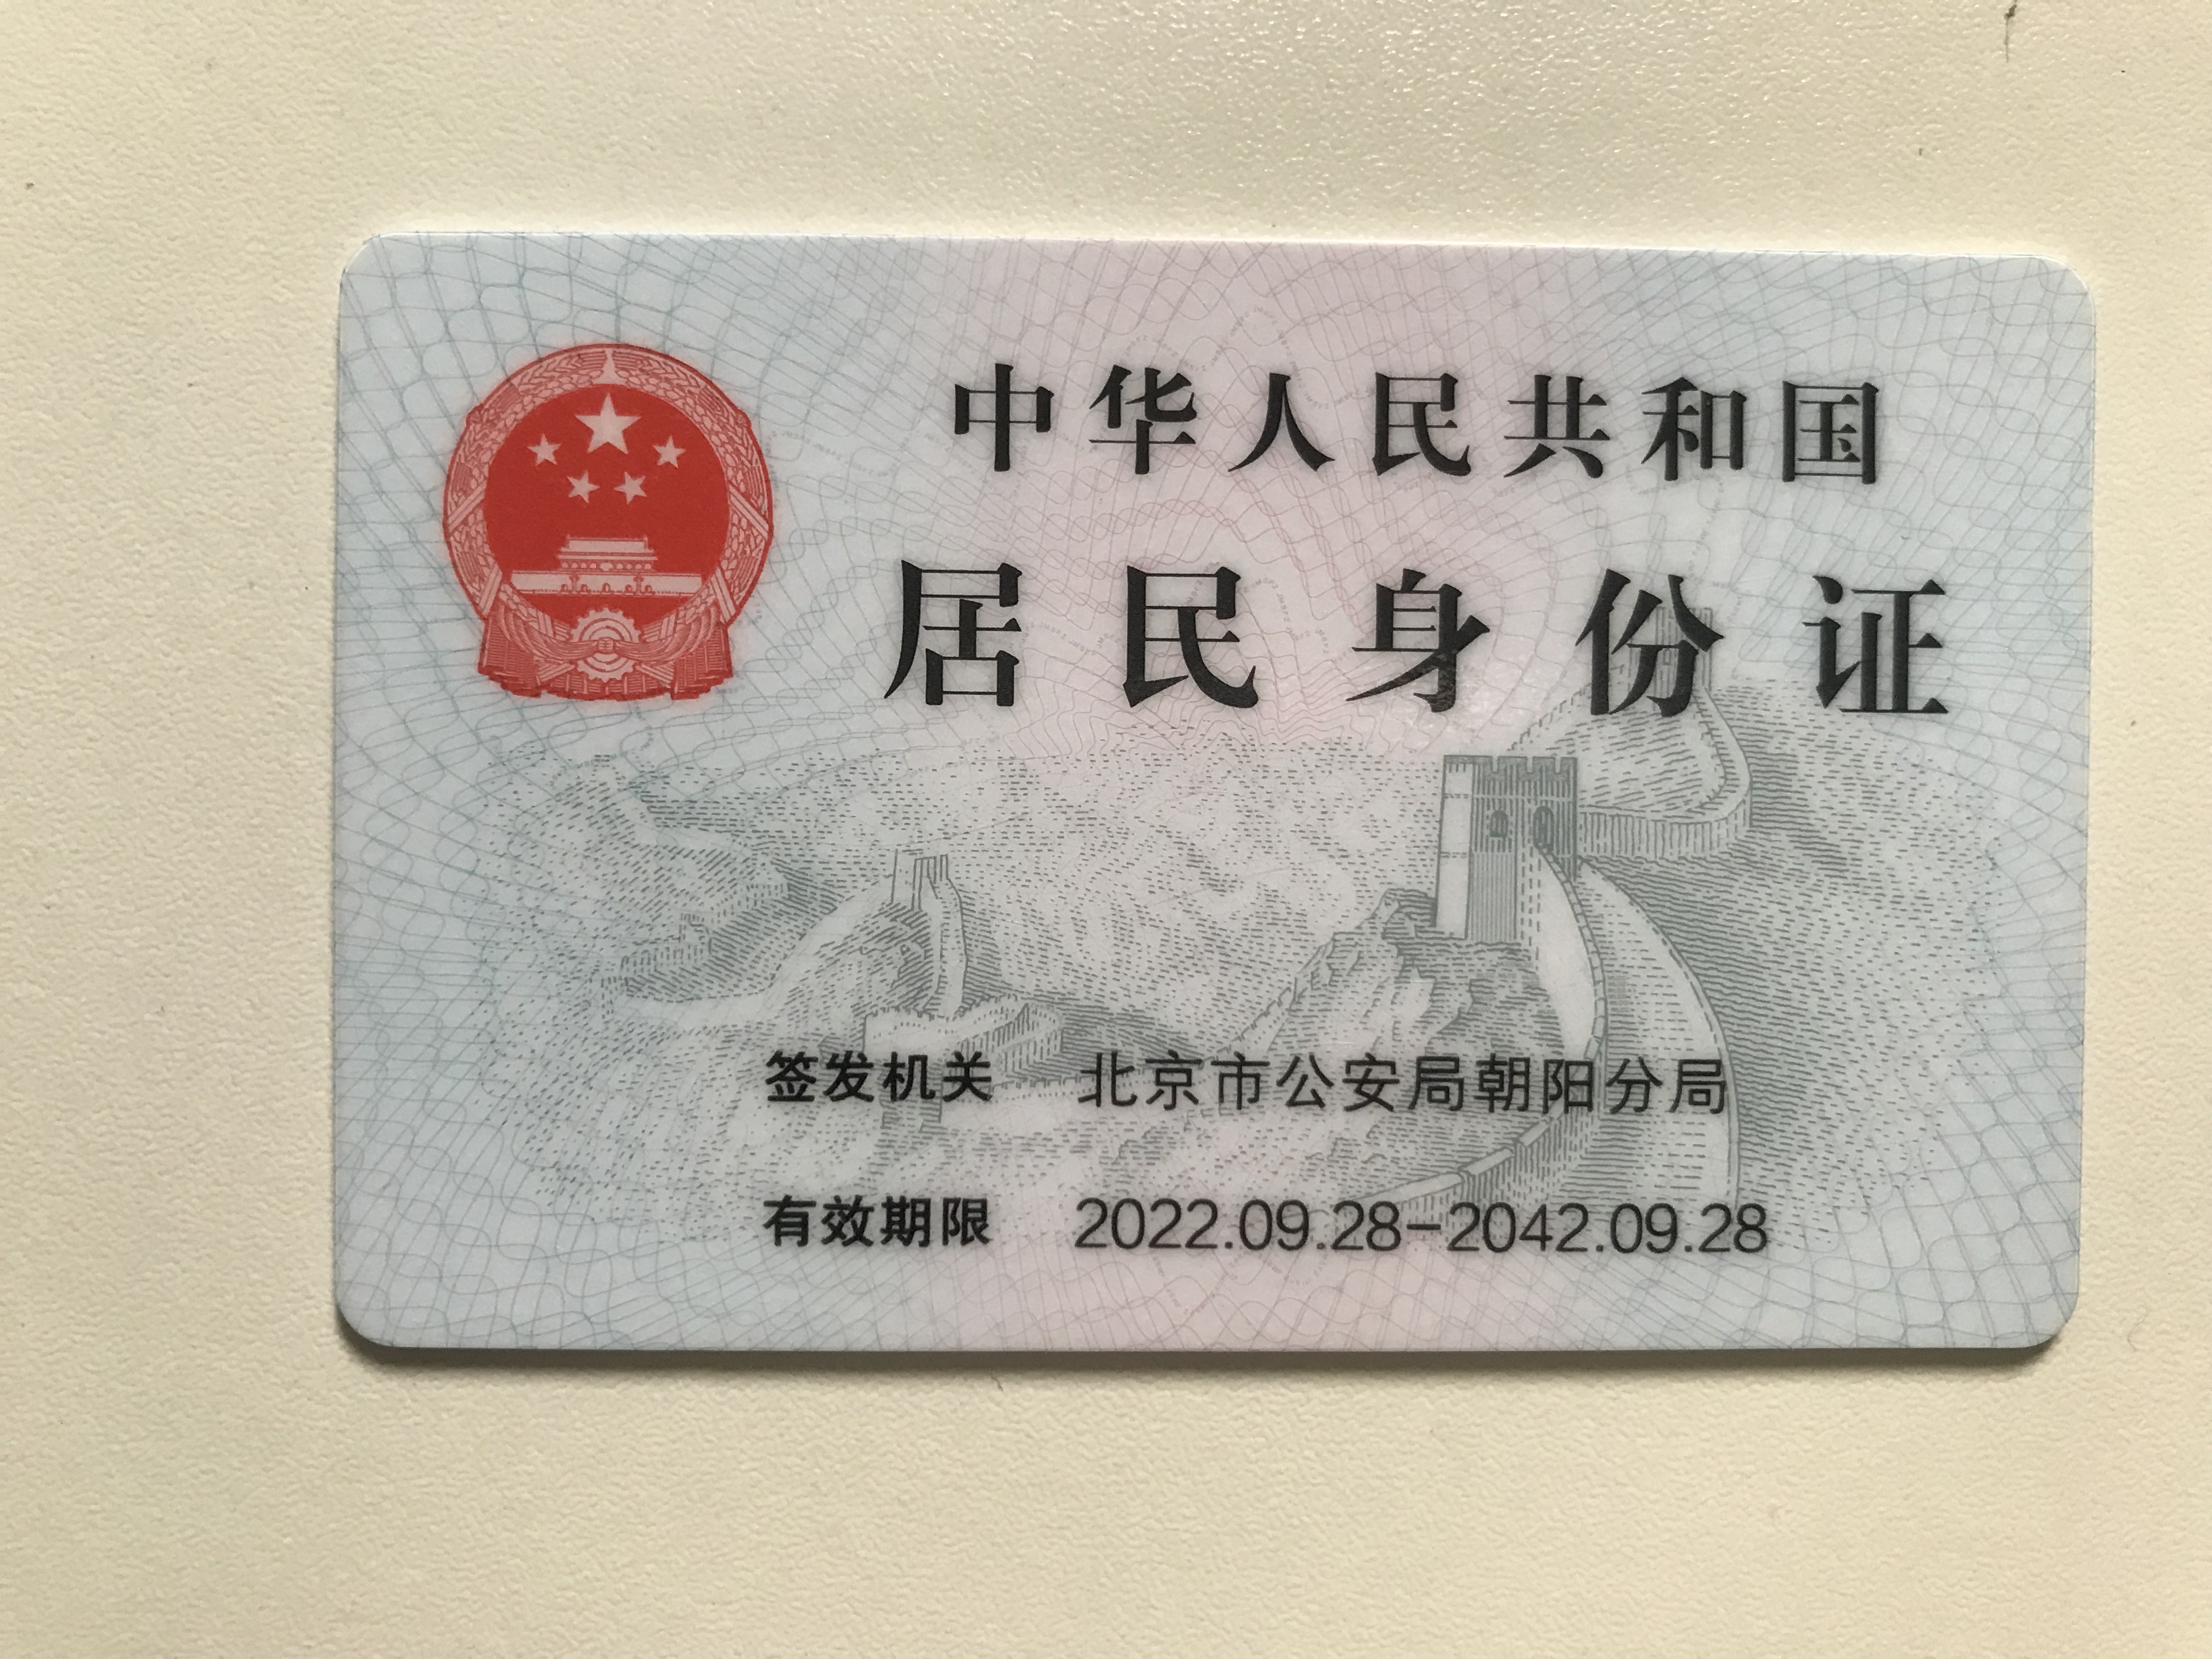 中华人民共和国
居民身份证
签发机关 北京市公安局朝阳分局
有效期限 2022.09.28-2042.09.28